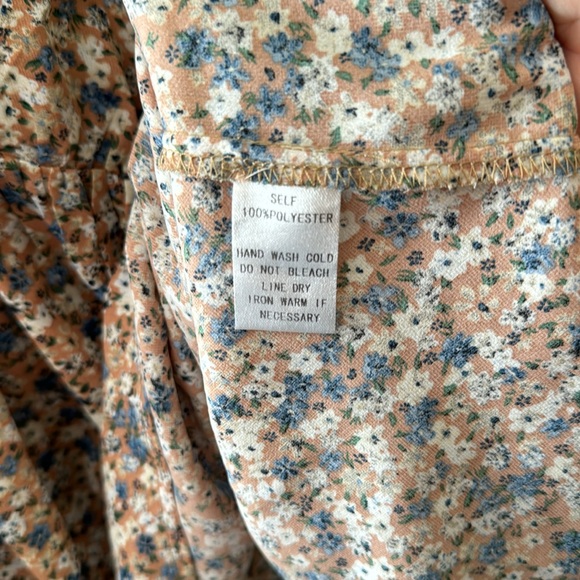 SELF
100%POLYESTER
HAND WASH COLD
DO NOT BLEACH
LINE DRY
IRON WARM IF
NECESSARY